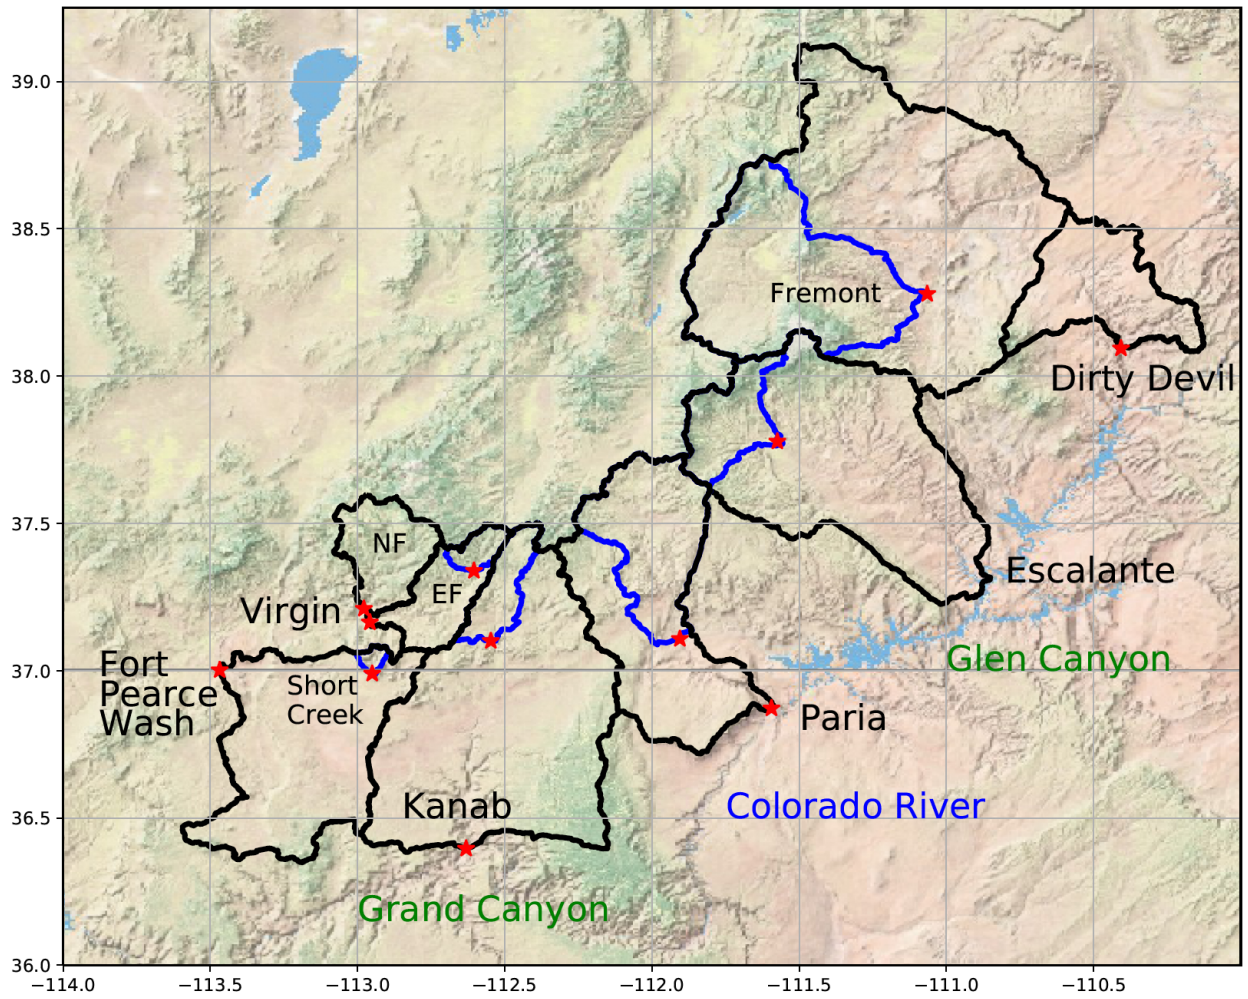 39.0
38.5
Fremont
38.0
Dirty Devil
37.5
NF
EF
Escalante
Virgin
37.0
Glen Canyon
Fort
Pearce
Wash
Short
Creek
Paria
Kanab
Colorado River
36.5
Grand Canyon
36.0
−114.0
−113.5
−113.0
−112.5
−112.0
−111.5
−111.0
−110.5